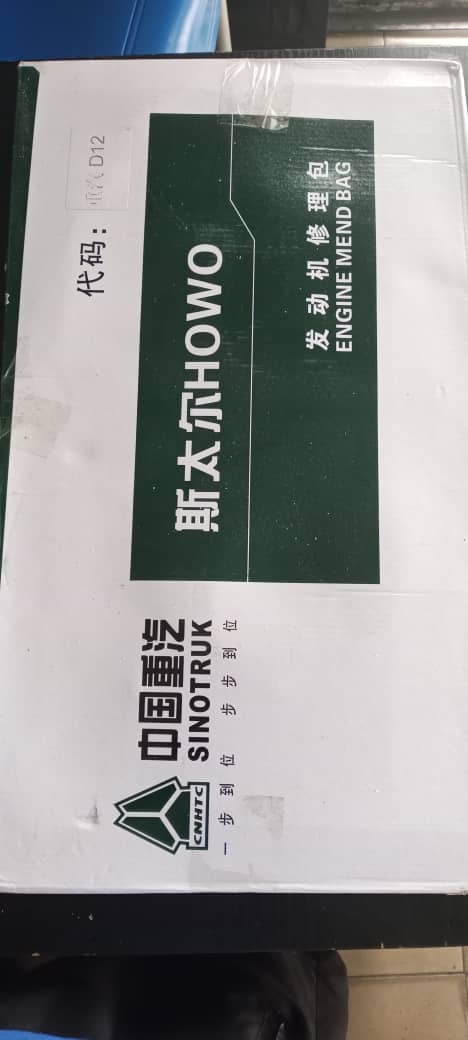 中国重汽
SINOTRUK
CNHTC
一步到位 步步到位
斯太尔HOWO
发动机修理包
ENGINE MEND BAG
代码：
重汽 D12